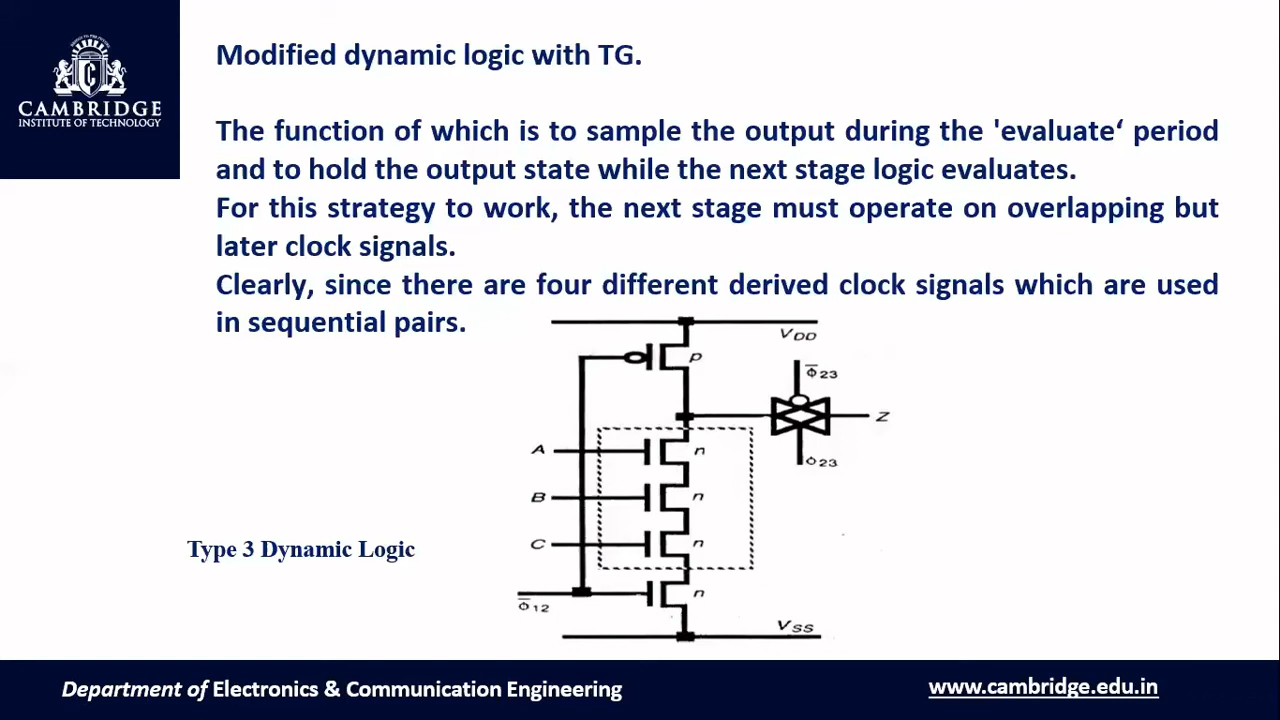 CAMBRIDGE
INSTITUTE OF TECHNOLOGY
Modified dynamic logic with TG.
The function of which is to sample the output during the 'evaluate‘ period
and to hold the output state while the next stage logic evaluates.
For this strategy to work, the next stage must operate on overlapping but
later clock signals.
Clearly, since there are four different derived clock signals which are used
in sequential pairs.
VDD
p
Φ̅23
Z
A
n
Φ23
B
n
C
n
Type 3 Dynamic Logic
n
Φ̅12
VSS
Department of Electronics & Communication Engineering
www.cambridge.edu.in